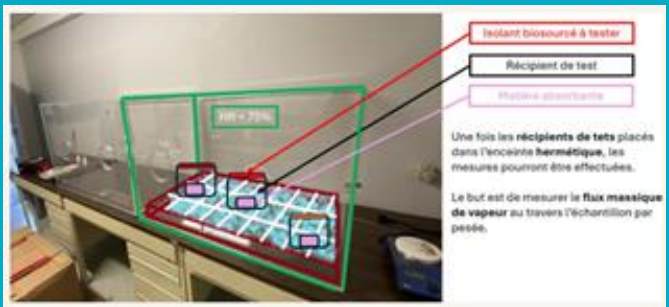 Isolant biosourcé à tester
Récipient de test
Matière absorbante
HR = 75%
Une fois les récipients de tets placés
dans l'enceinte hermétique, les
mesures pourront être effectuées.
Le but est de mesurer le flux massique
de vapeur au travers l'échantillon par
pesée.